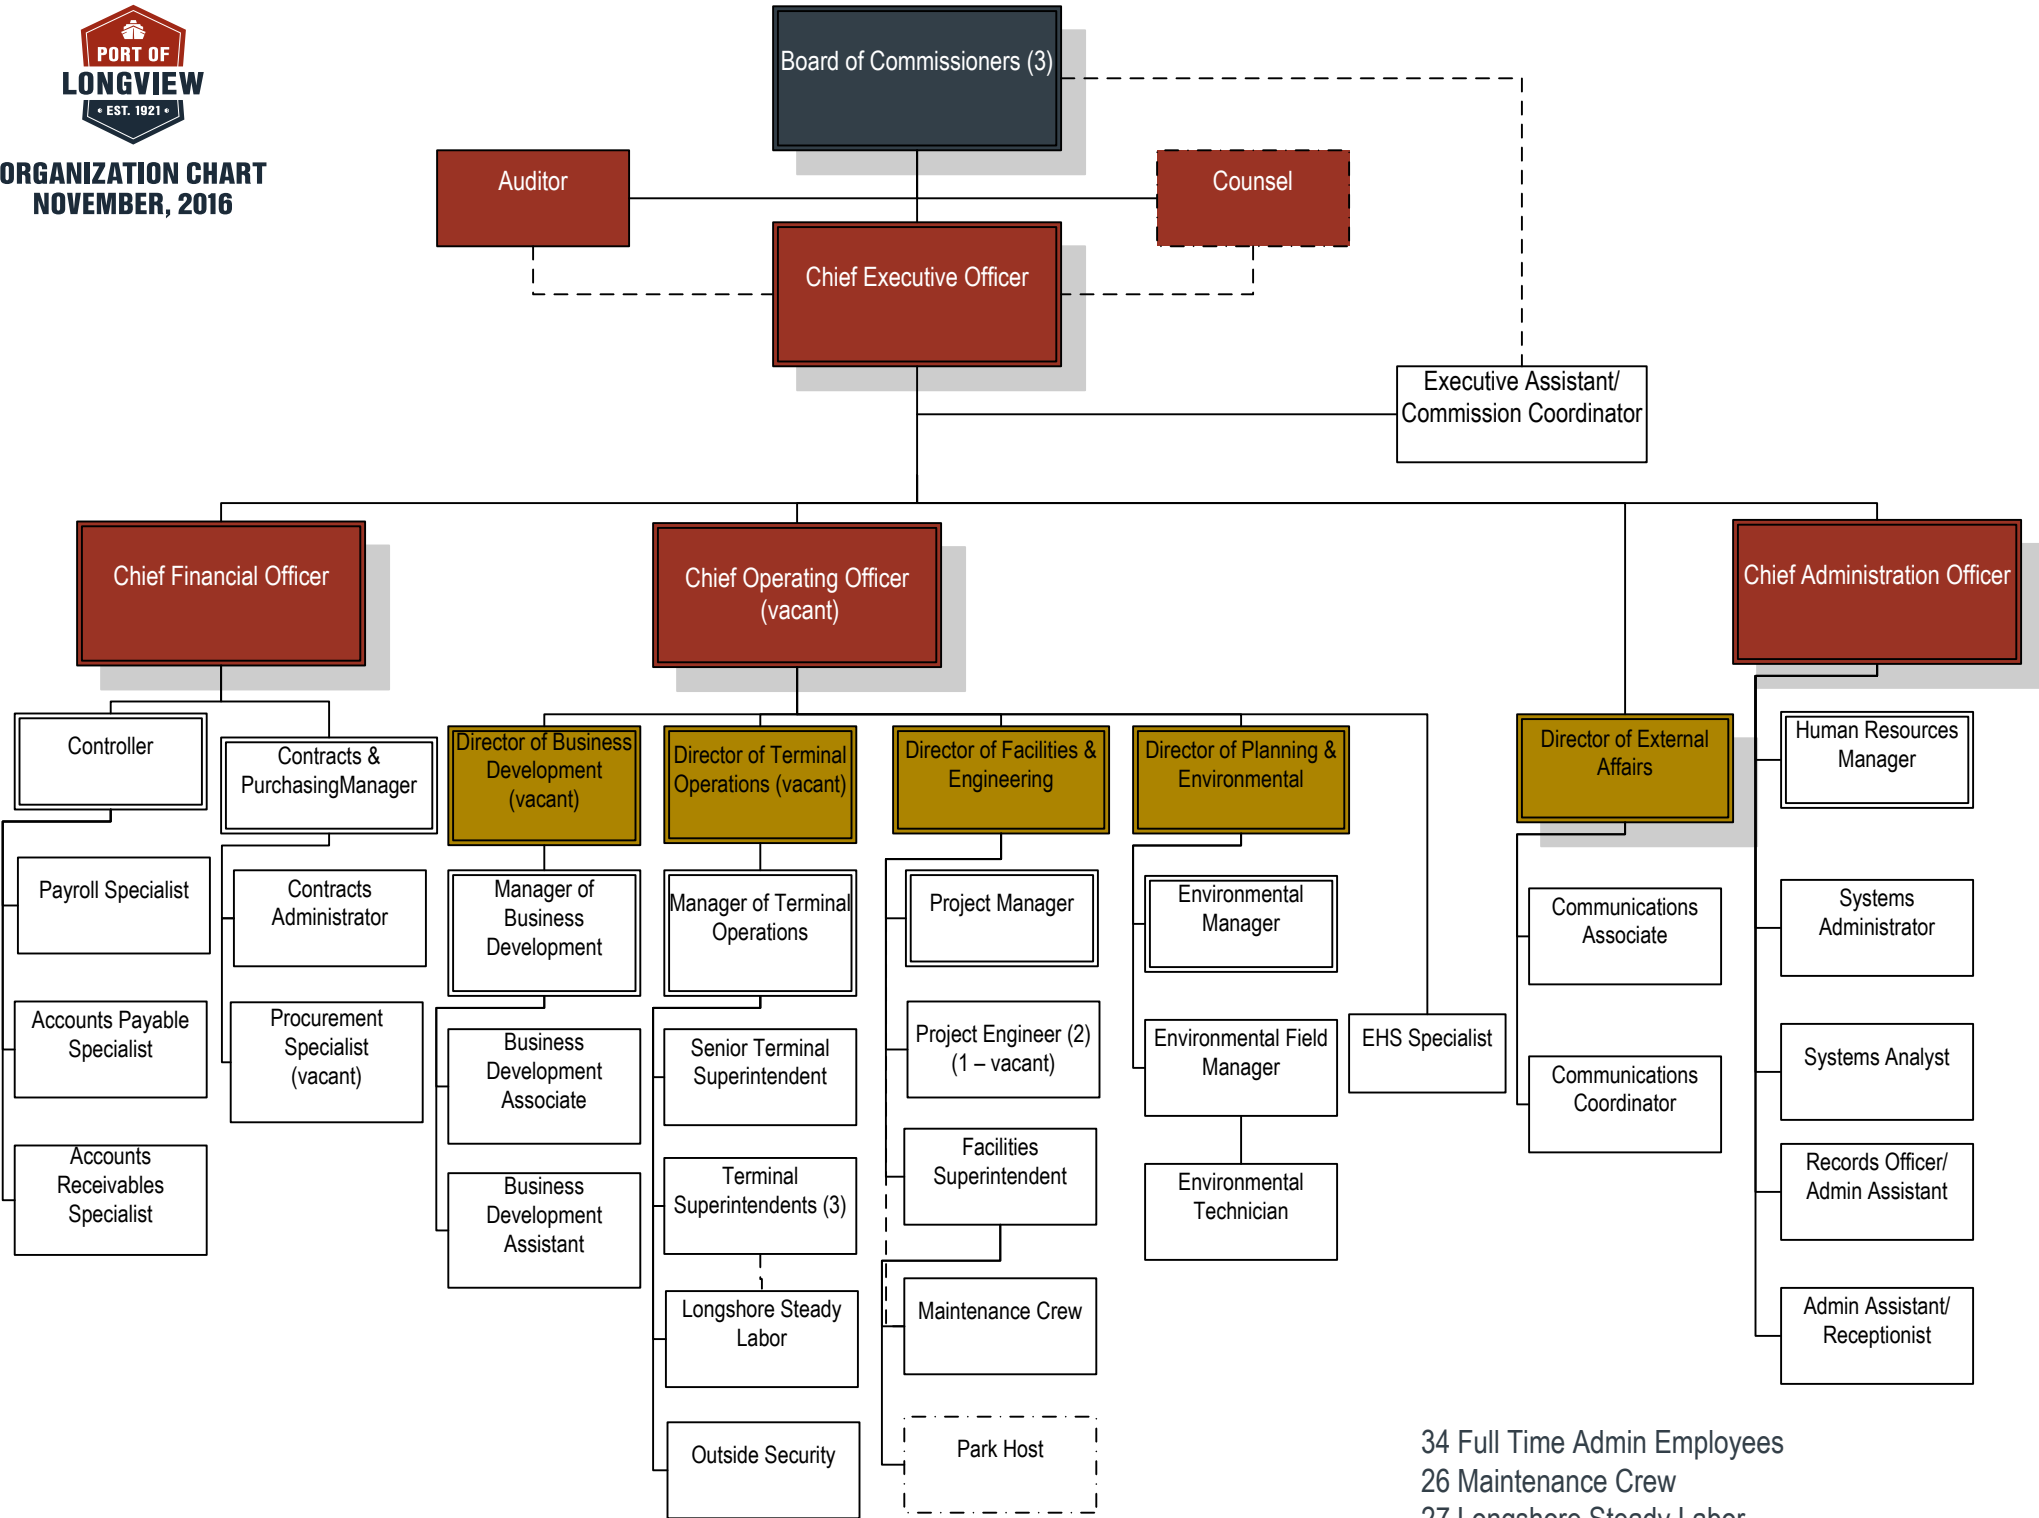 PORT OF
LONGVIEW
• EST. 1921 •
ORGANIZATION CHART
NOVEMBER, 2016
Board of Commissioners (3)
Auditor
Counsel
Chief Executive Officer
Executive Assistant/
Commission Coordinator
Chief Financial Officer
Chief Operating Officer
(vacant)
Chief Administration Officer
Controller
Contracts &
PurchasingManager
Director of Business
Development
(vacant)
Director of Terminal
Operations (vacant)
Director of Facilities &
Engineering
Director of Planning &
Environmental
Director of External
Affairs
Human Resources
Manager
Payroll Specialist
Contracts
Administrator
Manager of
Business
Development
Manager of Terminal
Operations
Project Manager
Environmental
Manager
Communications
Associate
Systems
Administrator
Accounts Payable
Specialist
Procurement
Specialist
(vacant)
Business
Development
Associate
Senior Terminal
Superintendent
Project Engineer (2)
(1 – vacant)
Environmental Field
Manager
EHS Specialist
Communications
Coordinator
Systems Analyst
Accounts
Receivables
Specialist
Business
Development
Assistant
Terminal
Superintendents (3)
Facilities
Superintendent
Environmental
Technician
Records Officer/
Admin Assistant
Longshore Steady
Labor
Maintenance Crew
Admin Assistant/
Receptionist
Outside Security
Park Host
34 Full Time Admin Employees
26 Maintenance Crew
27 Longshore Steady Labor